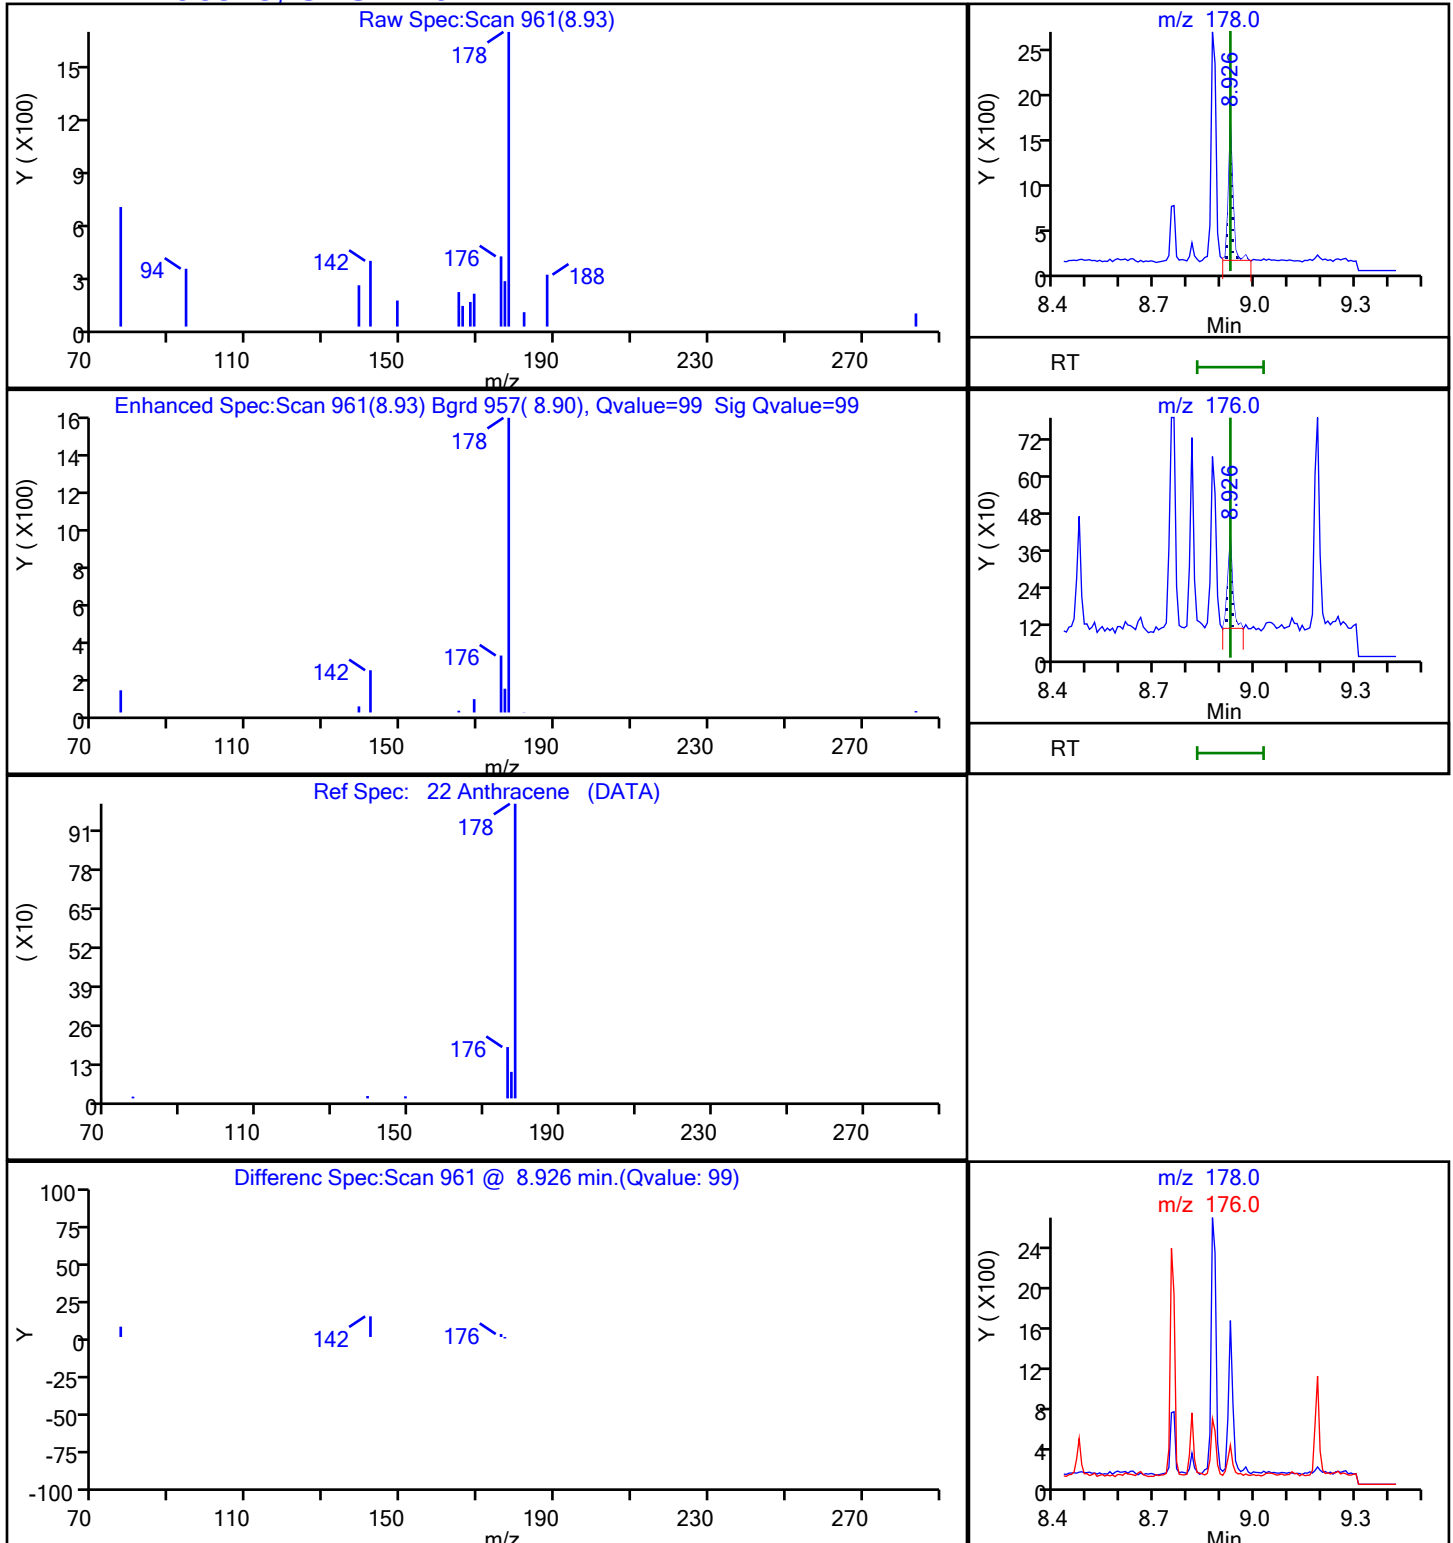 Raw Spec:Scan 961(8.93)
Y ( X100)
15
12
9
6
3
0
178
94
142
176
188
70 110 150 190 230 270
m/z
m/z 178.0
Y ( X100)
25
20
15
10
5
0
8.926
8.4 8.7 9.0 9.3
Min
RT
Enhanced Spec:Scan 961(8.93) Bgrd 957( 8.90), Qvalue=99 Sig Qvalue=99
Y ( X100)
16
14
12
10
8
6
4
2
0
178
142
176
70 110 150 190 230 270
m/z
m/z 176.0
Y ( X10)
72
60
48
36
24
12
0
8.926
8.4 8.7 9.0 9.3
Min
RT
Ref Spec: 22 Anthracene (DATA)
( X10)
91
78
65
52
39
26
13
0
178
176
70 110 150 190 230 270
Differenc Spec:Scan 961 @ 8.926 min.(Qvalue: 99)
Y
100
75
50
25
0
-25
-50
-75
-100
142
176
70 110 150 190 230 270
m/z
m/z 178.0
m/z 176.0
Y ( X100)
24
20
16
12
8
4
0
8.4 8.7 9.0 9.3
Min